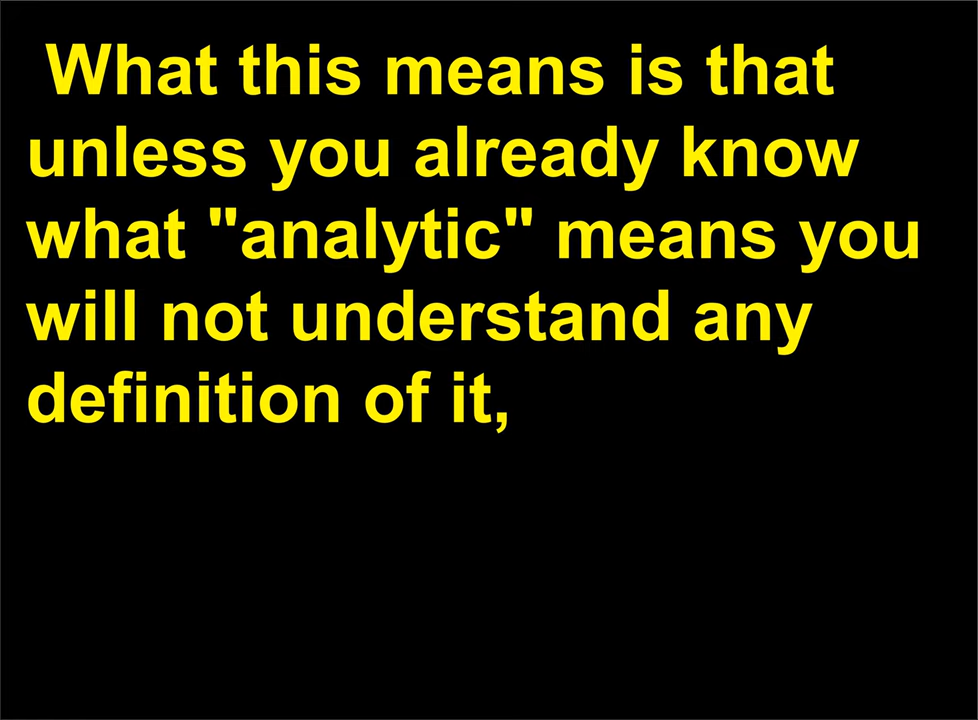 What this means is that
unless you already know
what "analytic" means you
will not understand any
definition of it,